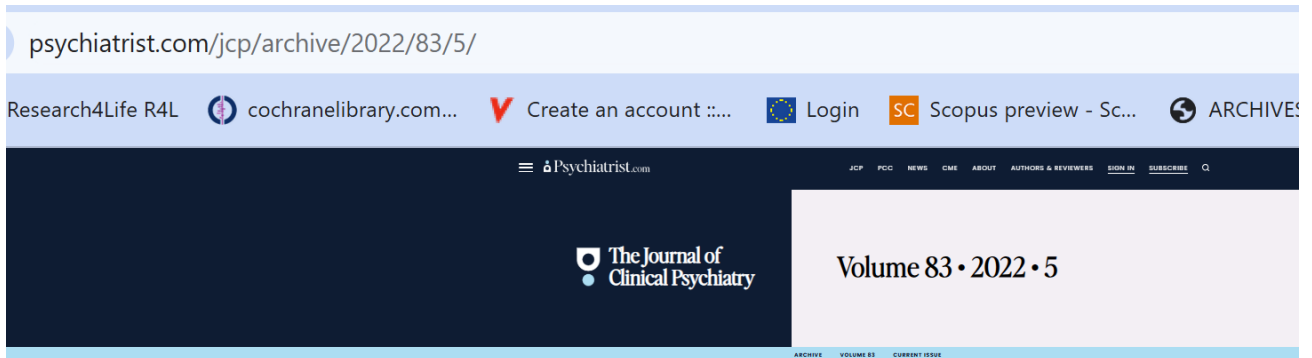 psychiatrist.com/jcp/archive/2022/83/5/
Research4Life R4L cochranelibrary.com... Create an account ::... Login SC Scopus preview - Sc... ARCHIVES
Psychiatrist.com JCP PCC NEWS CME ABOUT AUTHORS & REVIEWERS SIGN IN SUBSCRIBE
The Journal of
Clinical Psychiatry
Volume 83 • 2022 • 5
ARCHIVE VOLUME 83 CURRENT ISSUE